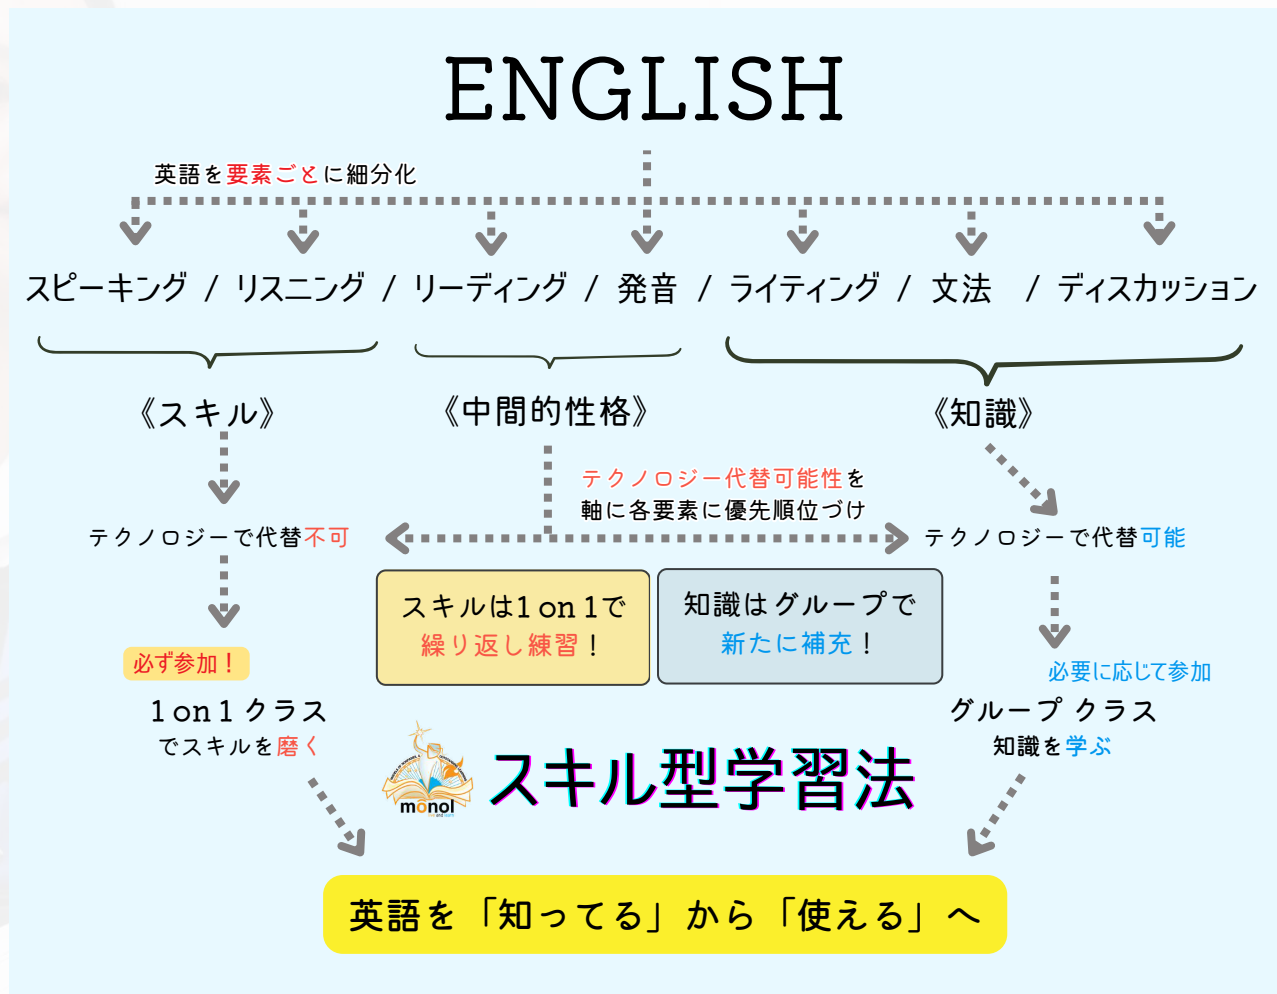 ENGLISH
英語を要素ごとに細分化
スピーキング / リスニング / リーディング / 発音 / ライティング / 文法 / ディスカッション
《スキル》
《中間的性格》
《知識》
テクノロジー代替可能性を
軸に各要素に優先順位づけ
テクノロジーで代替不可
テクノロジーで代替可能
スキルは1 on 1で
繰り返し練習！
知識はグループで
新たに補充！
必ず参加！
1 on 1 クラス
でスキルを磨く
必要に応じて参加
グループ クラス
知識を学ぶ
monol
スキル型学習法
英語を「知ってる」から「使える」へ